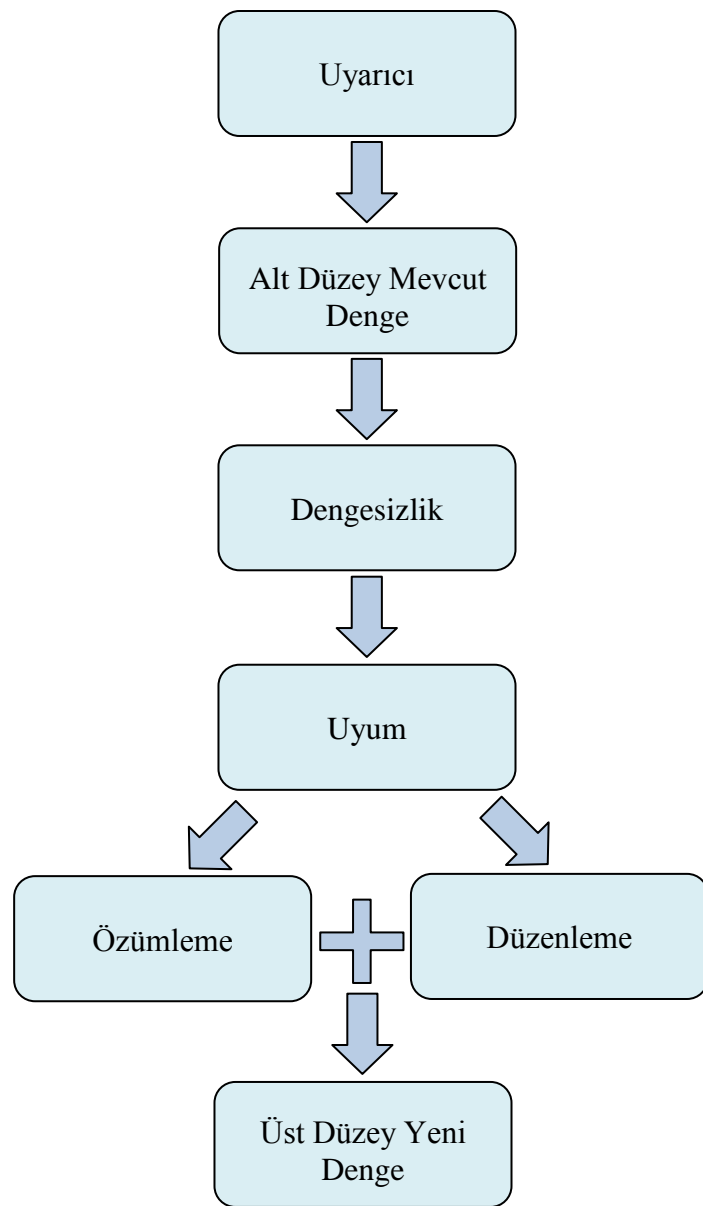 Uyarıcı
Alt Düzey Mevcut
Denge
Dengesizlik
Uyum
Özümleme
Düzenleme
Üst Düzey Yeni
Denge